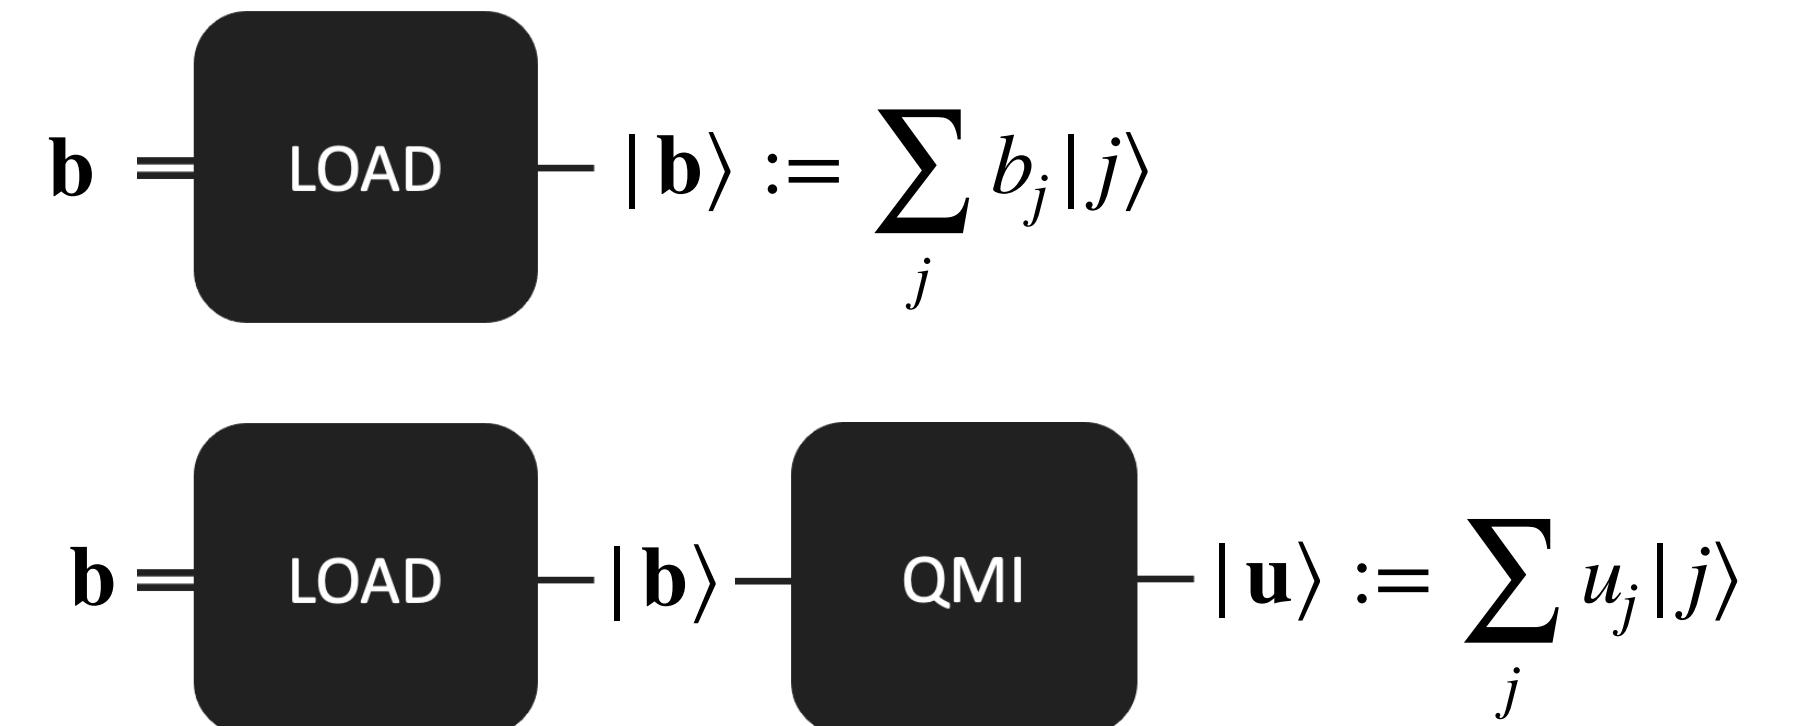 b LOAD |b⟩ := ∑_j b_j|j⟩
b LOAD |b⟩ QMI |u⟩ := ∑_j u_j|j⟩